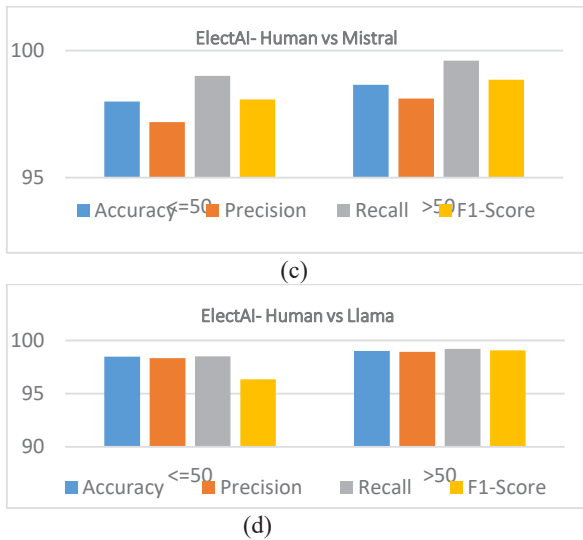 ElectAI- Human vs Mistral
100
95
<=50 >50
Accuracy Precision Recall F1-Score
(c)
ElectAI- Human vs Llama
100
95
90
<=50 >50
Accuracy Precision Recall F1-Score
(d)